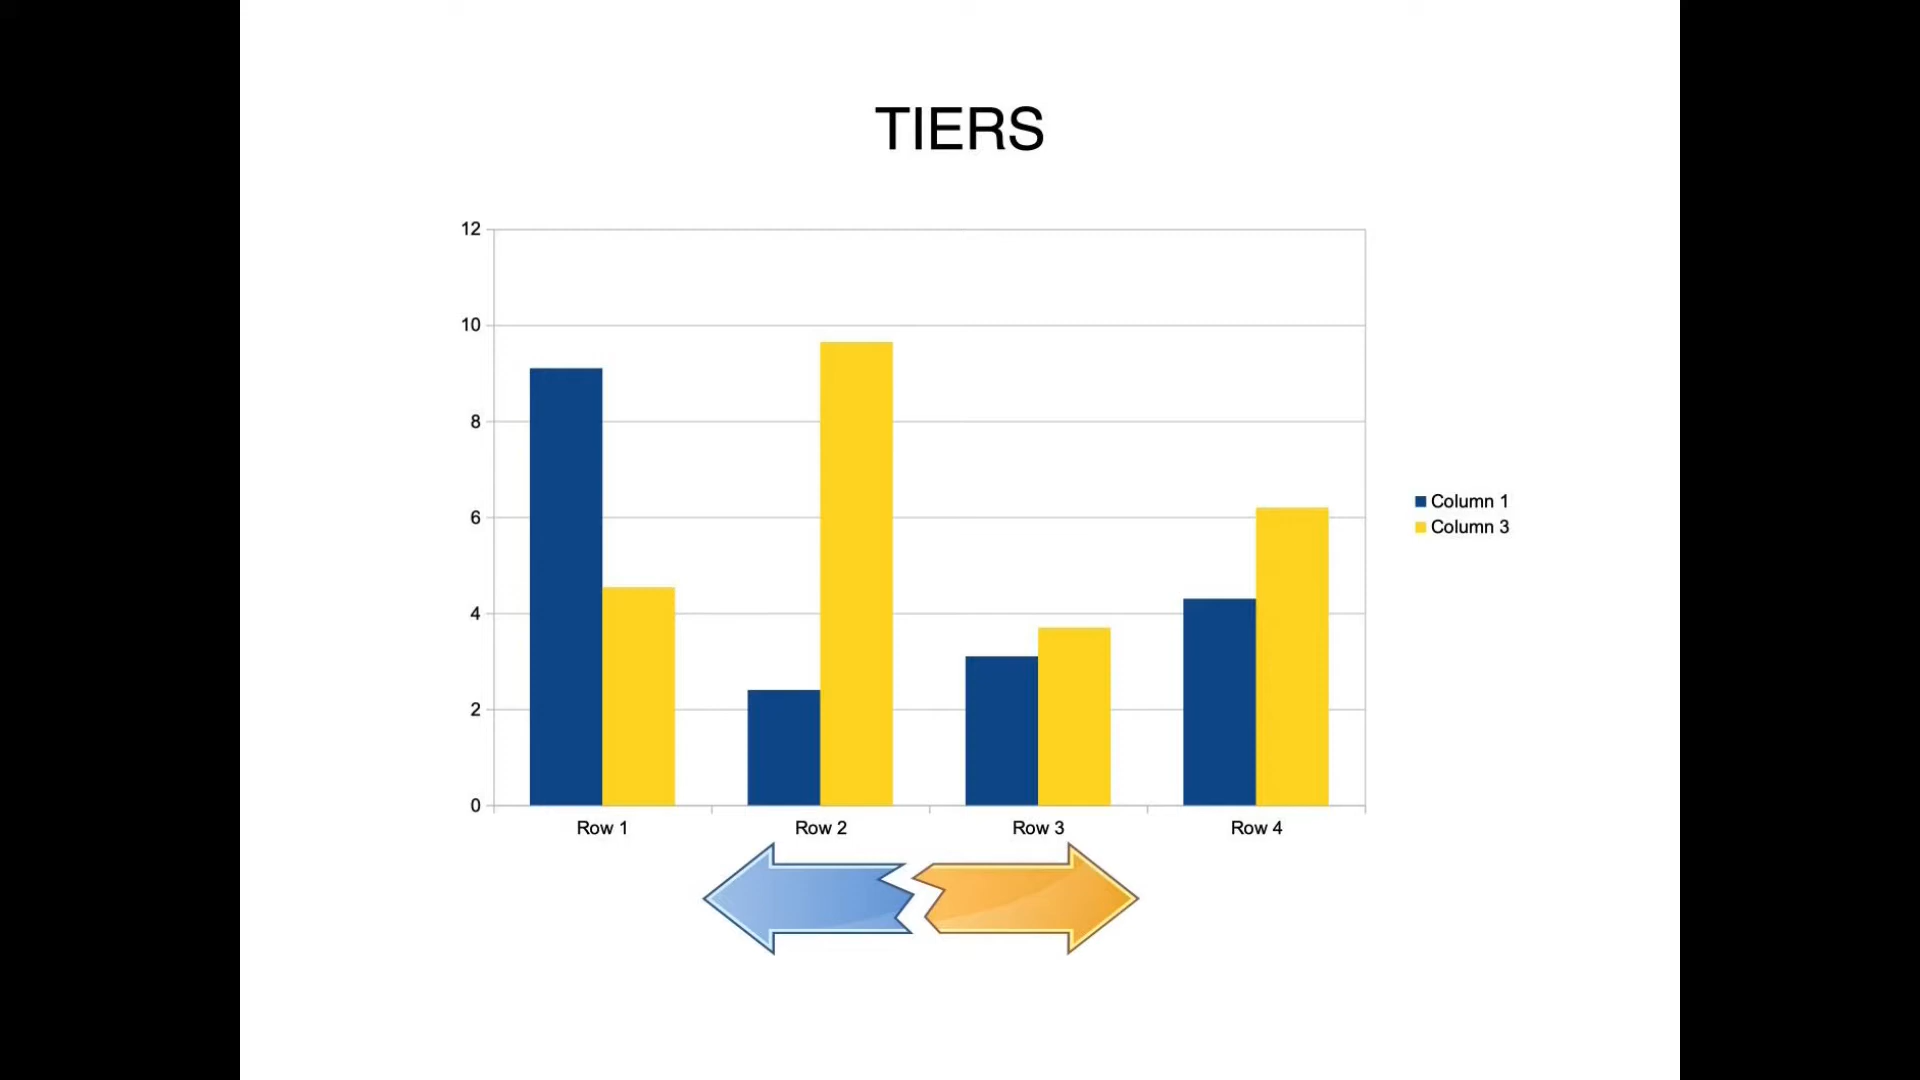 TIERS
12
10
8
6
4
2
0
Row 1
Row 2
Row 3
Row 4
Column 1
Column 3